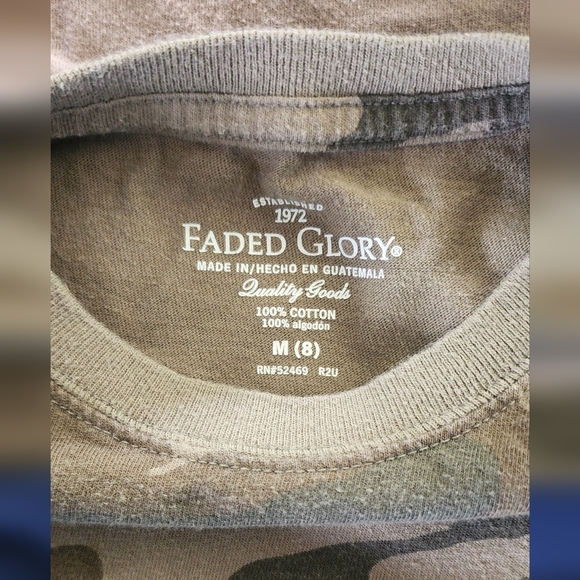 ESTABLISHED
1972
FADED GLORY®
MADE IN/HECHO EN GUATEMALA
Quality Goods
100% COTTON
100% algodón
M (8)
RN#52469 R2U